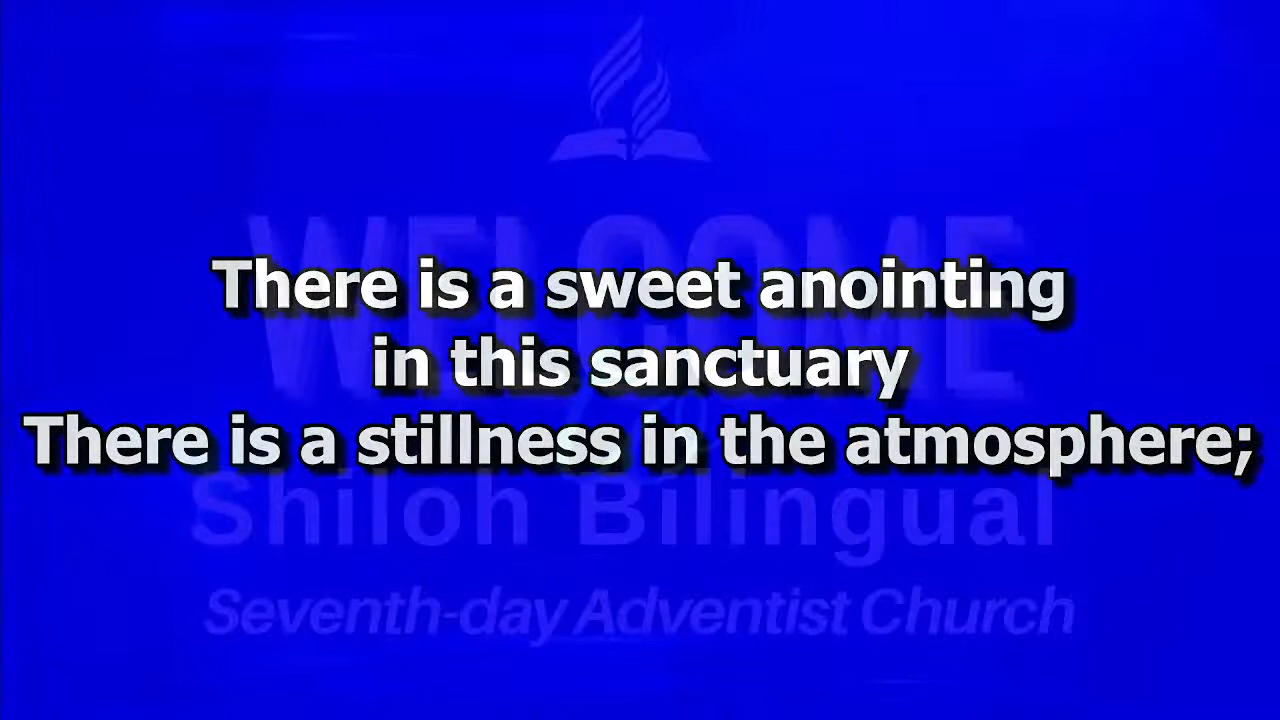 WELCOME
There is a sweet anointing
in this sanctuary
There is a stillness in the atmosphere;
Shiloh Bilingual
Seventh-day Adventist Church